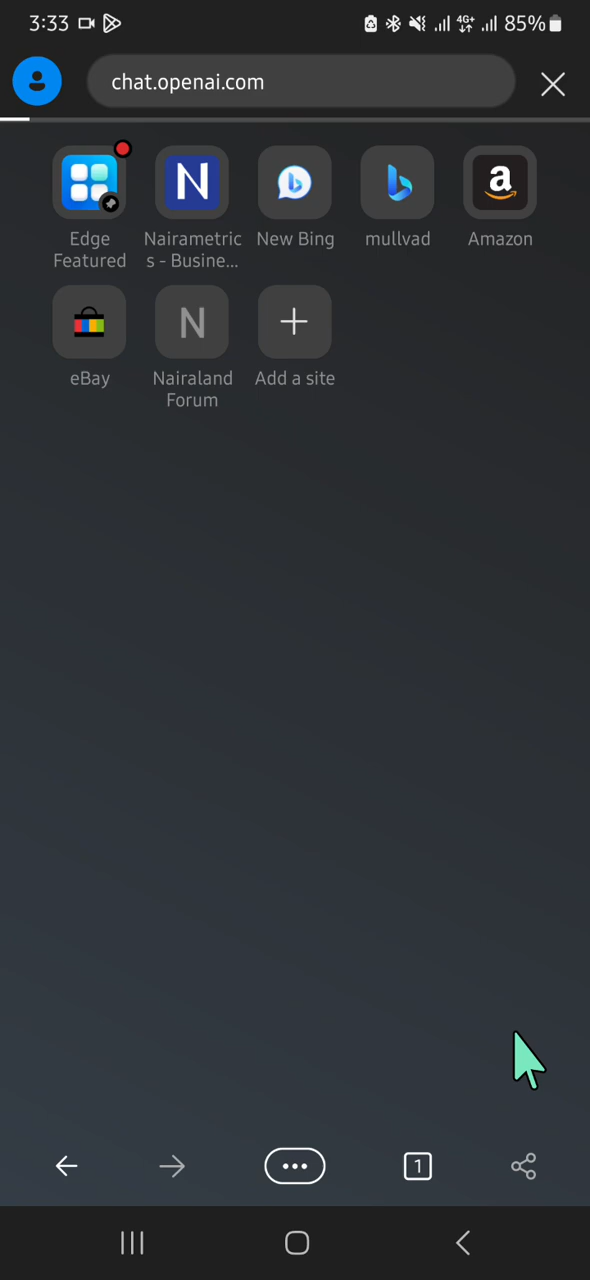 3:33 4G+ 85%
chat.openai.com
N
a
Edge
Featured
Nairametric
s - Busine...
New Bing
mullvad
Amazon
N
eBay
Nairaland
Forum
Add a site
1